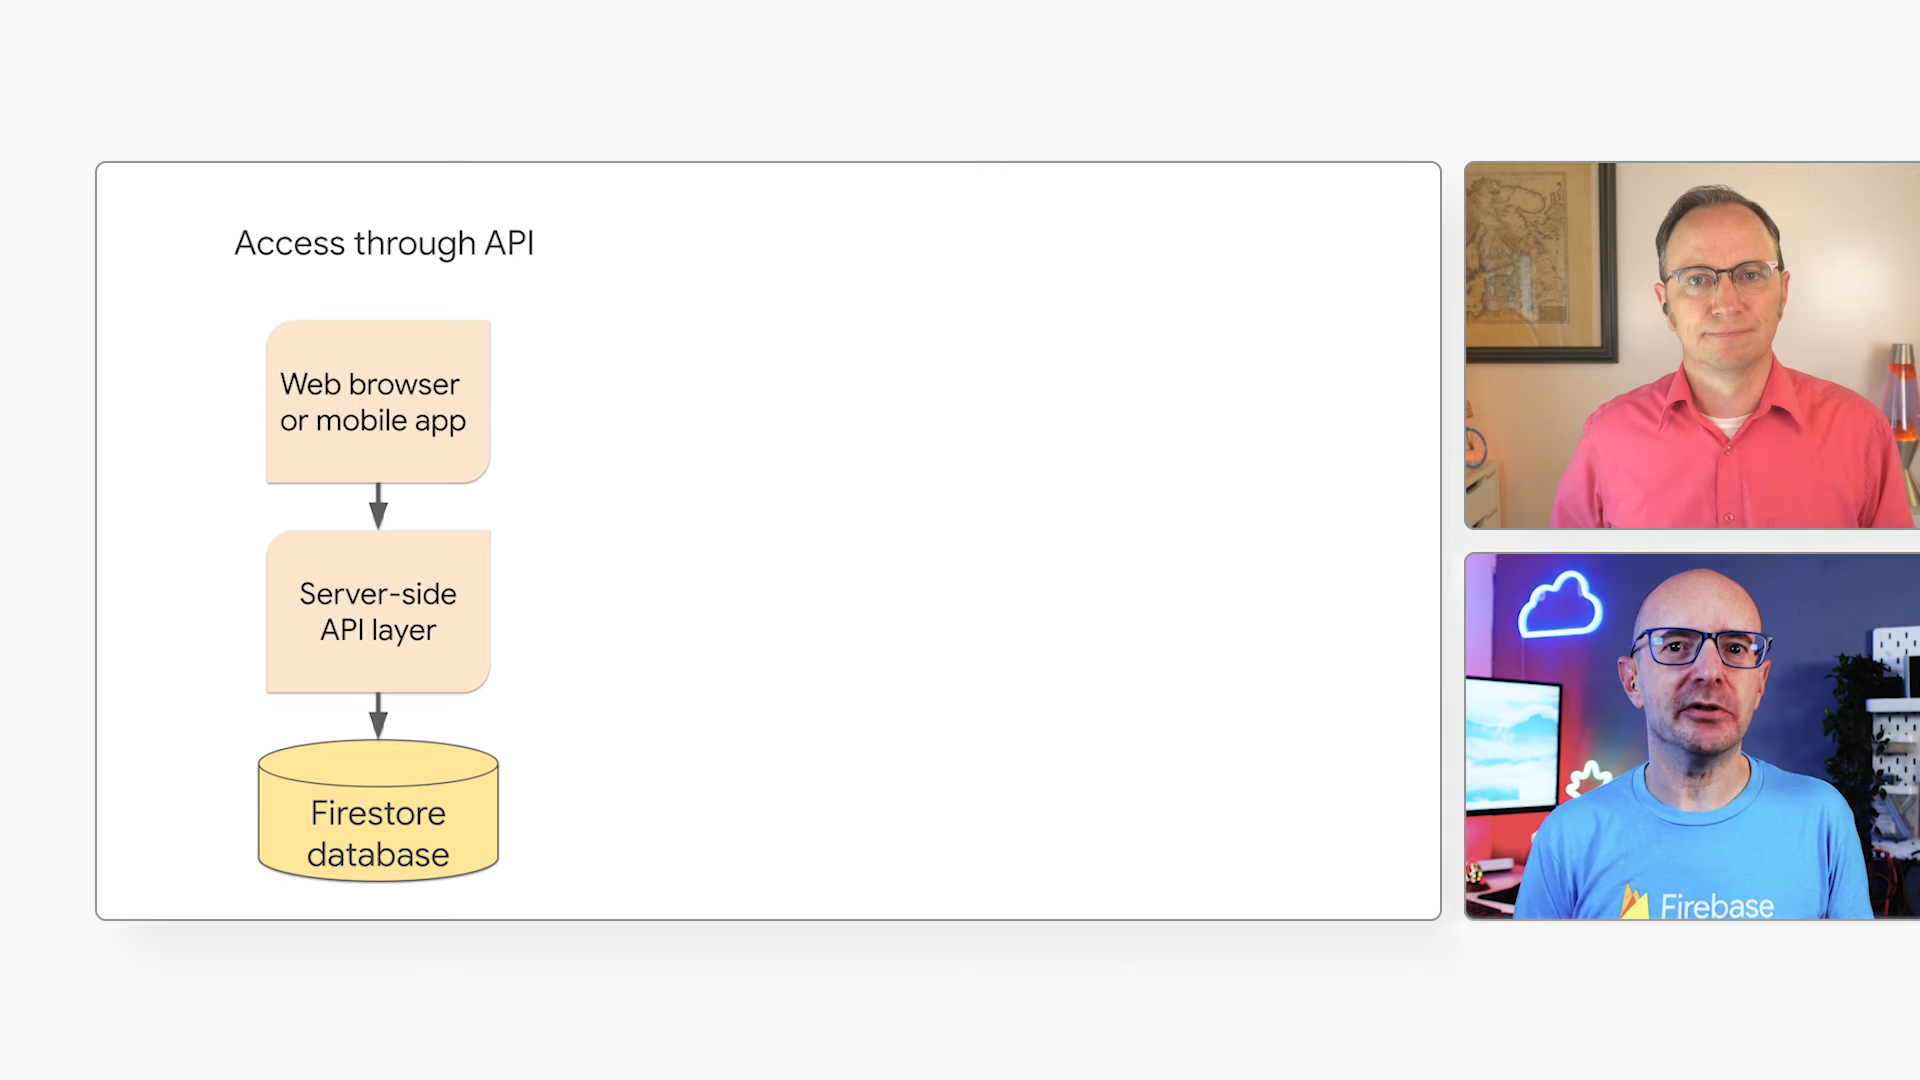 Access through API
Web browser
or mobile app
Server-side
API layer
Firestore
database
Firebase